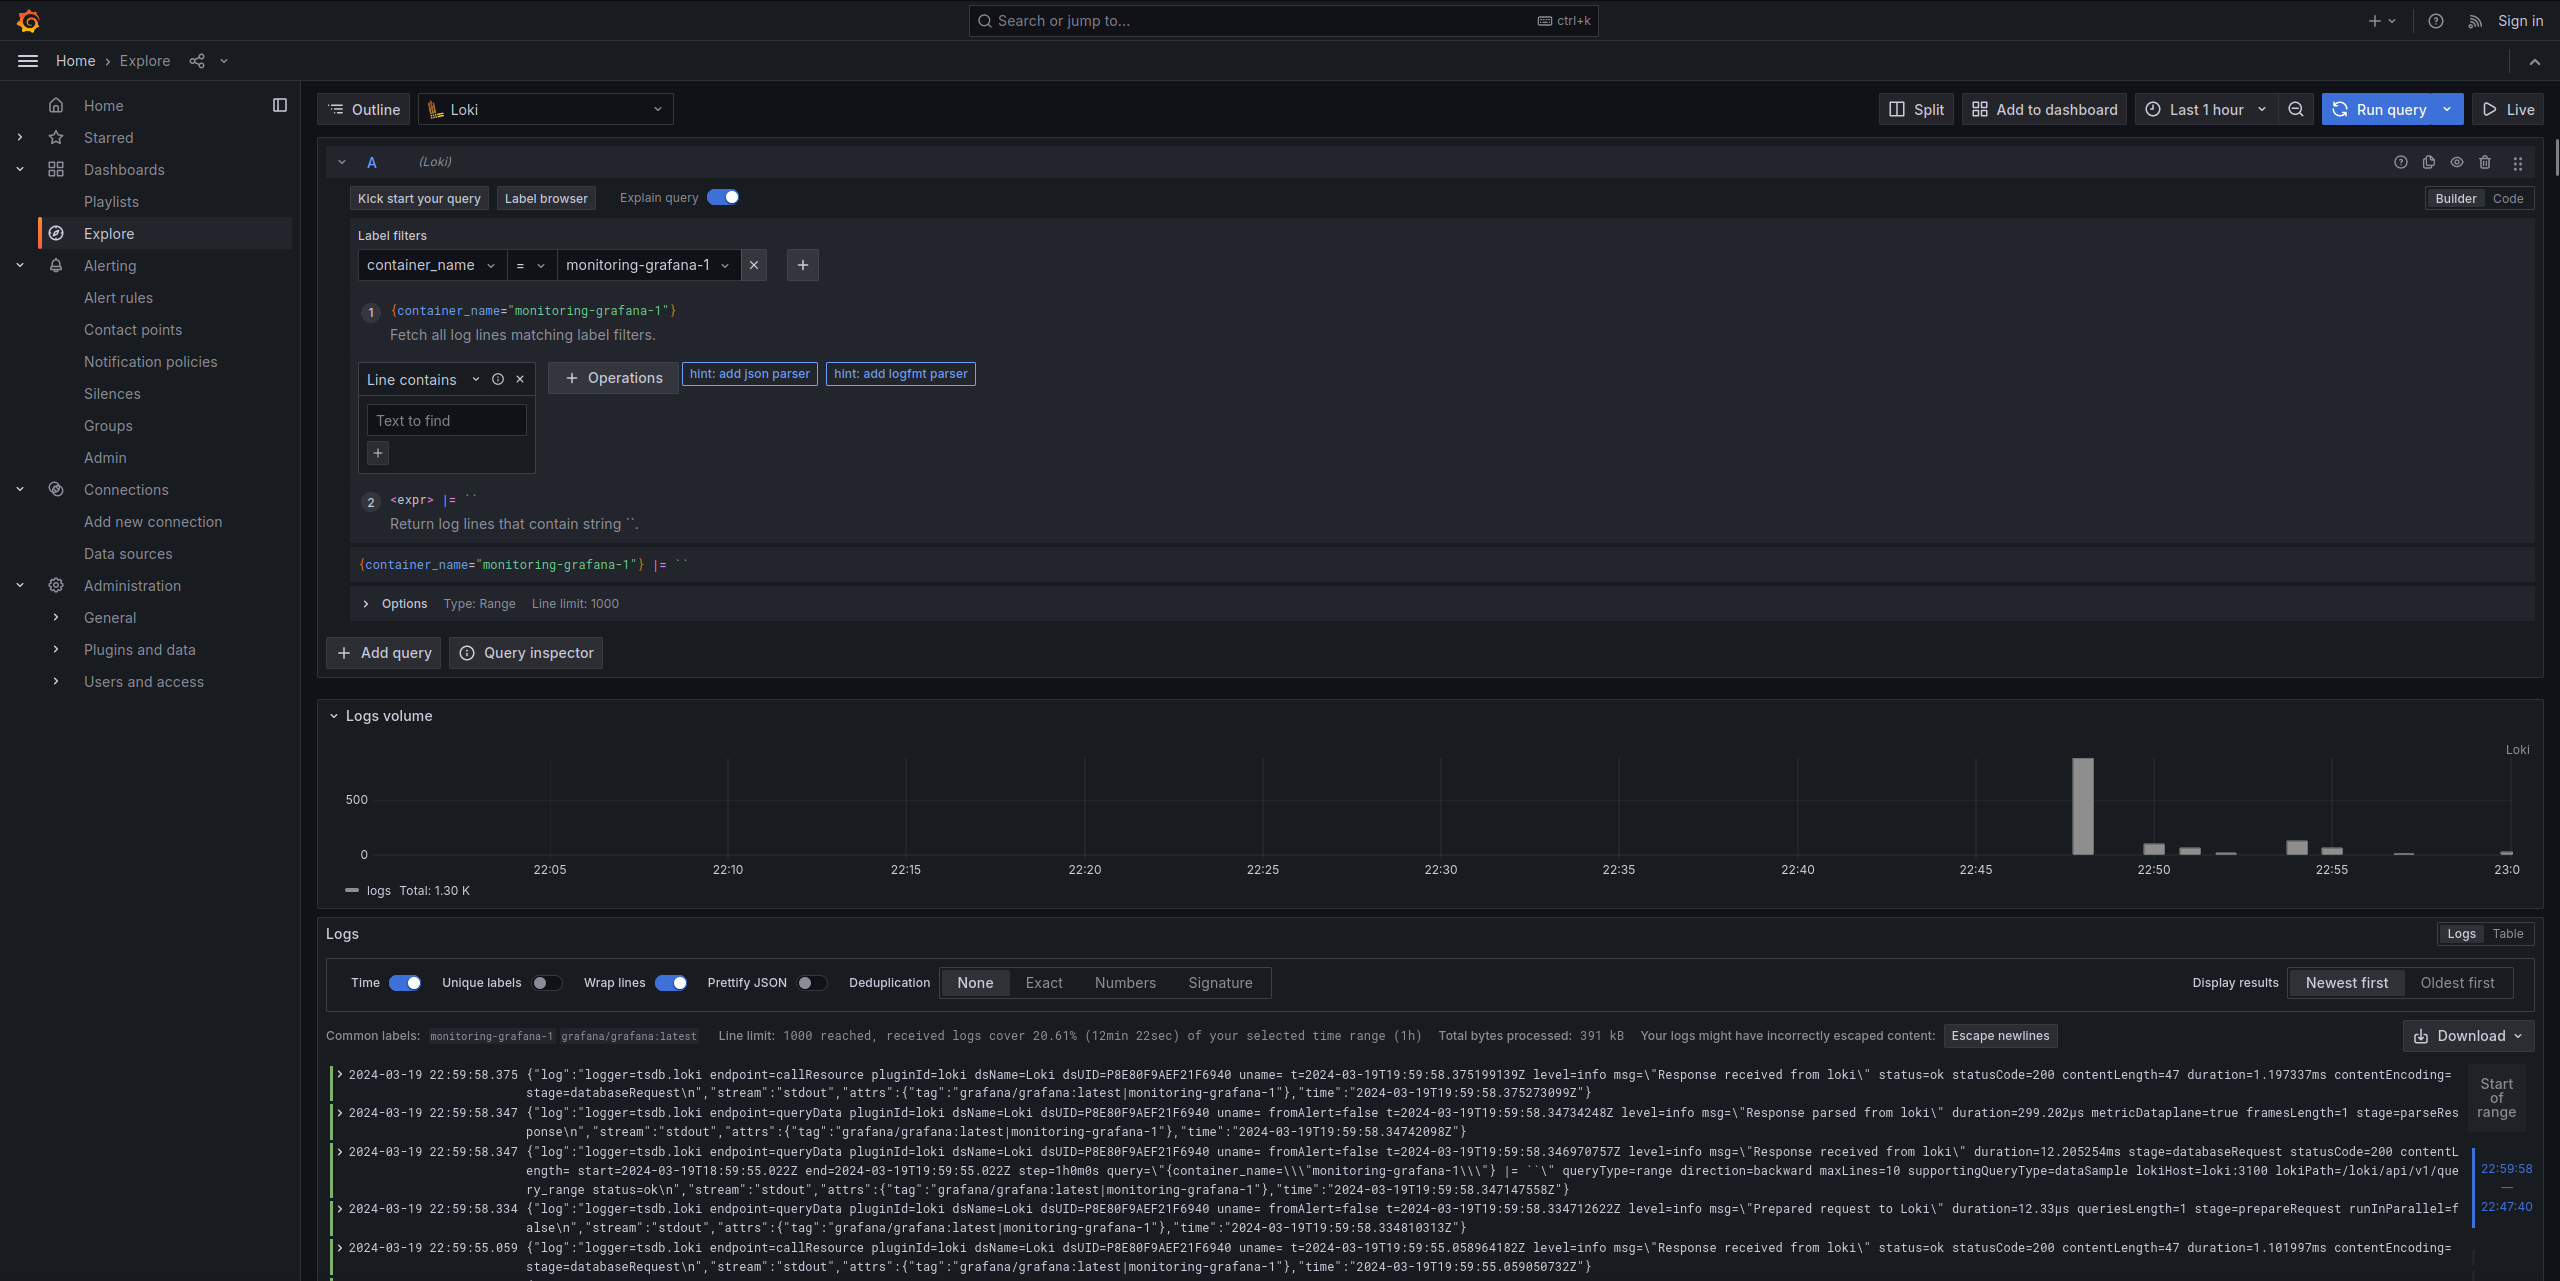 Search or jump to...
ctrl+k
Sign in
Home › Explore
Home
Starred
Dashboards
Playlists
Explore
Alerting
Alert rules
Contact points
Notification policies
Silences
Groups
Admin
Connections
Add new connection
Data sources
Administration
General
Plugins and data
Users and access
Outline
Loki
Split
Add to dashboard
Last 1 hour
Run query
Live
A (Loki)
Kick start your query
Label browser
Explain query
Builder
Code
Label filters
container_name = monitoring-grafana-1
1 {container_name="monitoring-grafana-1"}
Fetch all log lines matching label filters.
Line contains
+ Operations
hint: add json parser
hint: add logfmt parser
Text to find
2 <expr> |= ``
Return log lines that contain string ``.
{container_name="monitoring-grafana-1"} |= ``
Options Type: Range Line limit: 1000
+ Add query
Query inspector
Logs volume
Loki
500
0
22:05 22:10 22:15 22:20 22:25 22:30 22:35 22:40 22:45 22:50 22:55 23:0
logs Total: 1.30 K
Logs
Logs
Table
Time
Unique labels
Wrap lines
Prettify JSON
Deduplication
None
Exact
Numbers
Signature
Display results
Newest first
Oldest first
Common labels: monitoring-grafana-1 grafana/grafana:latest Line limit: 1000 reached, received logs cover 20.61% (12min 22sec) of your selected time range (1h) Total bytes processed: 391 kB Your logs might have incorrectly escaped content: Escape newlines
Download
2024-03-19 22:59:58.375 {"log":"logger=tsdb.loki endpoint=callResource pluginId=loki dsName=Loki dsUID=P8E80F9AEF21F6940 uname= t=2024-03-19T19:59:58.375199139Z level=info msg=\"Response received from loki\" status=ok statusCode=200 contentLength=47 duration=1.197337ms contentEncoding=
stage=databaseRequest\n","stream":"stdout","attrs":{"tag":"grafana/grafana:latest|monitoring-grafana-1"},"time":"2024-03-19T19:59:58.375273099Z"}
2024-03-19 22:59:58.347 {"log":"logger=tsdb.loki endpoint=queryData pluginId=loki dsName=Loki dsUID=P8E80F9AEF21F6940 uname= fromAlert=false t=2024-03-19T19:59:58.34734248Z level=info msg=\"Response parsed from loki\" duration=299.202µs metricDataplane=true framesLength=1 stage=parseRes
ponse\n","stream":"stdout","attrs":{"tag":"grafana/grafana:latest|monitoring-grafana-1"},"time":"2024-03-19T19:59:58.34742098Z"}
2024-03-19 22:59:58.347 {"log":"logger=tsdb.loki endpoint=queryData pluginId=loki dsName=Loki dsUID=P8E80F9AEF21F6940 uname= fromAlert=false t=2024-03-19T19:59:58.346970757Z level=info msg=\"Response received from loki\" duration=12.205254ms stage=databaseRequest statusCode=200 contentL
ength= start=2024-03-19T18:59:55.022Z end=2024-03-19T19:59:55.022Z step=1h0m0s query=\"{container_name=\\\"monitoring-grafana-1\\\"} |= ``\" queryType=range direction=backward maxLines=10 supportingQueryType=dataSample lokiHost=loki:3100 lokiPath=/loki/api/v1/que
ry_range status=ok\n","stream":"stdout","attrs":{"tag":"grafana/grafana:latest|monitoring-grafana-1"},"time":"2024-03-19T19:59:58.347147558Z"}
2024-03-19 22:59:58.334 {"log":"logger=tsdb.loki endpoint=queryData pluginId=loki dsName=Loki dsUID=P8E80F9AEF21F6940 uname= fromAlert=false t=2024-03-19T19:59:58.334712622Z level=info msg=\"Prepared request to Loki\" duration=12.33µs queriesLength=1 stage=prepareRequest runInParallel=f
alse\n","stream":"stdout","attrs":{"tag":"grafana/grafana:latest|monitoring-grafana-1"},"time":"2024-03-19T19:59:58.334810313Z"}
2024-03-19 22:59:55.059 {"log":"logger=tsdb.loki endpoint=callResource pluginId=loki dsName=Loki dsUID=P8E80F9AEF21F6940 uname= t=2024-03-19T19:59:55.058964182Z level=info msg=\"Response received from loki\" status=ok statusCode=200 contentLength=47 duration=1.101997ms contentEncoding=
stage=databaseRequest\n","stream":"stdout","attrs":{"tag":"grafana/grafana:latest|monitoring-grafana-1"},"time":"2024-03-19T19:59:55.059050732Z"}
Start
of
range
22:59:58
—
22:47:40